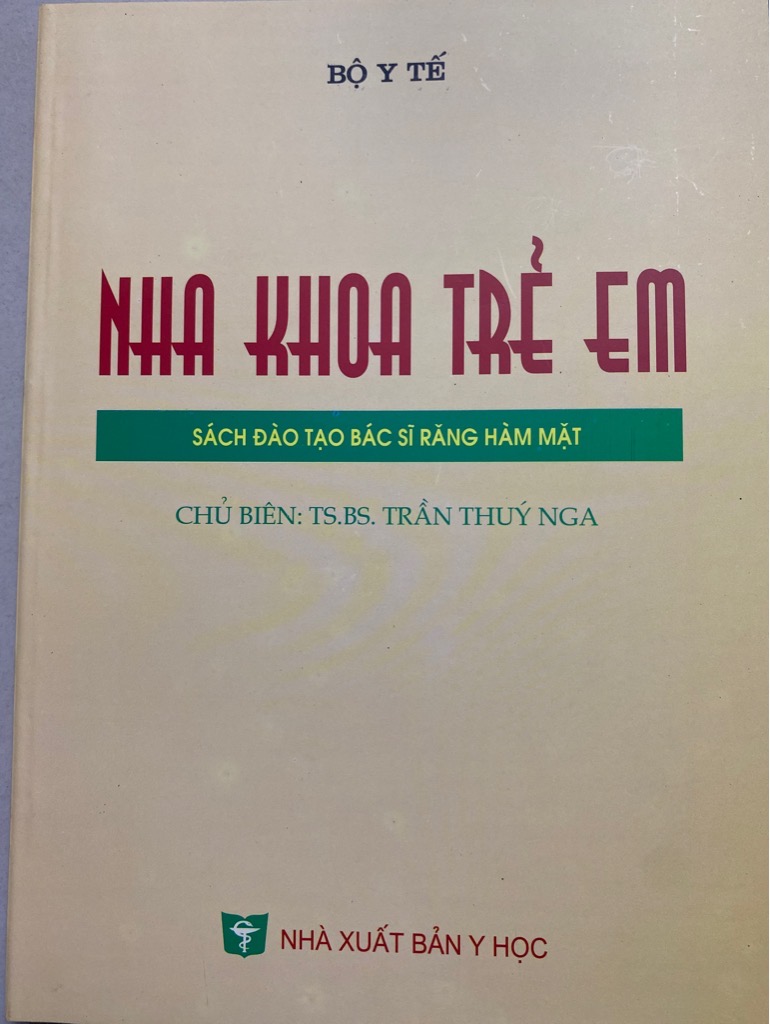 BỘ Y TẾ
NHA KHOA TRẺ EM
SÁCH ĐÀO TẠO BÁC SĨ RĂNG HÀM MẶT
CHỦ BIÊN: TS.BS. TRẦN THUÝ NGA
NHÀ XUẤT BẢN Y HỌC